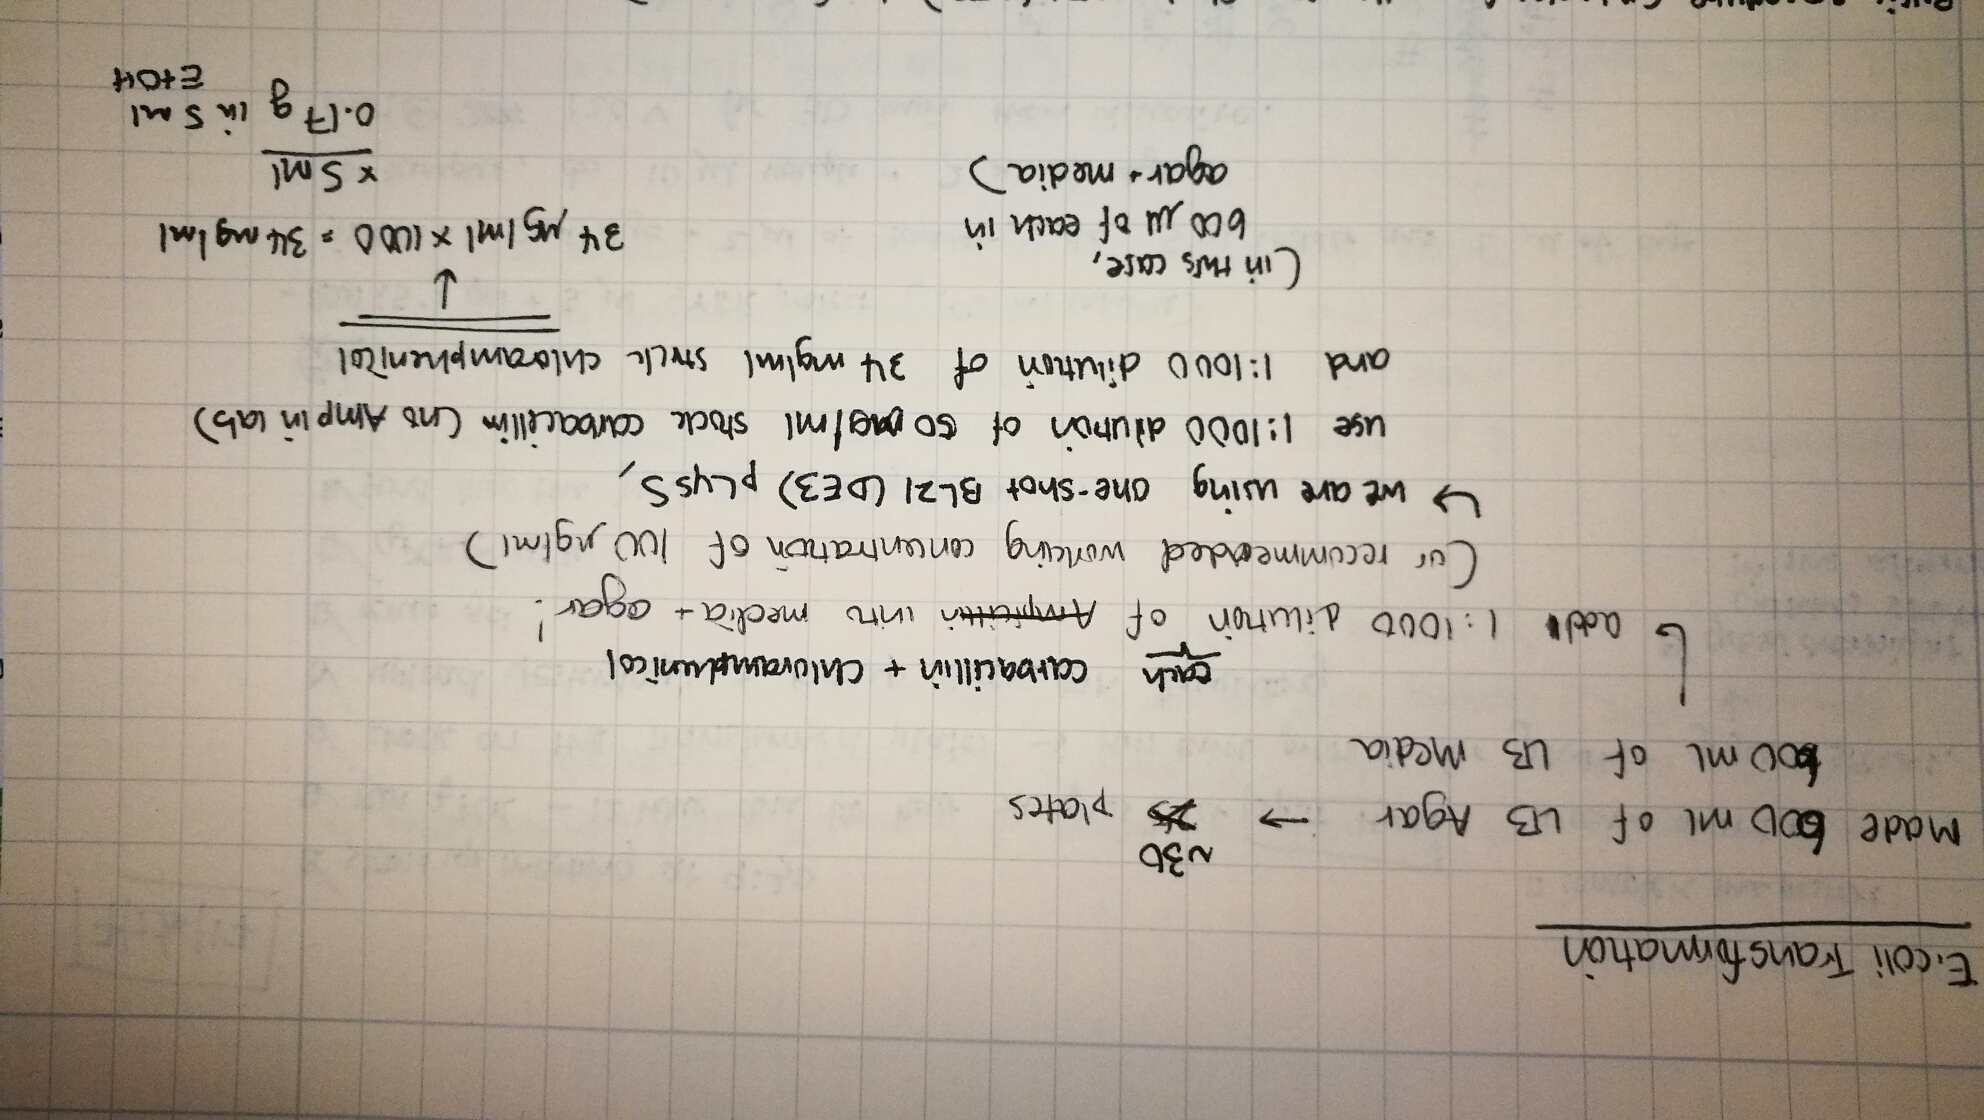 E.coli Transformation
Made 600 ml of LB Agar → ~30 plates
600 mL of LB Media
each carbacillin + chloramphenicol
↳ add 1:1000 dilution of Ampicillin into media + agar!
(or recommended working concentration of 100 µg/ml)
↳ we are using one-shot BL21 (DE3) pLysS,
use 1:1000 dilution of 50 mg/ml stock carbacillin (no Amp in lab)
and 1:1000 dilution of 34 mg/ml stock chloramphenicol
(in this case,
600 µl of each in
agar + media)
↓
34 µg/ml × 1000 = 34 mg/ml
× 5 ml
0.17 g in 5 ml
EtOH